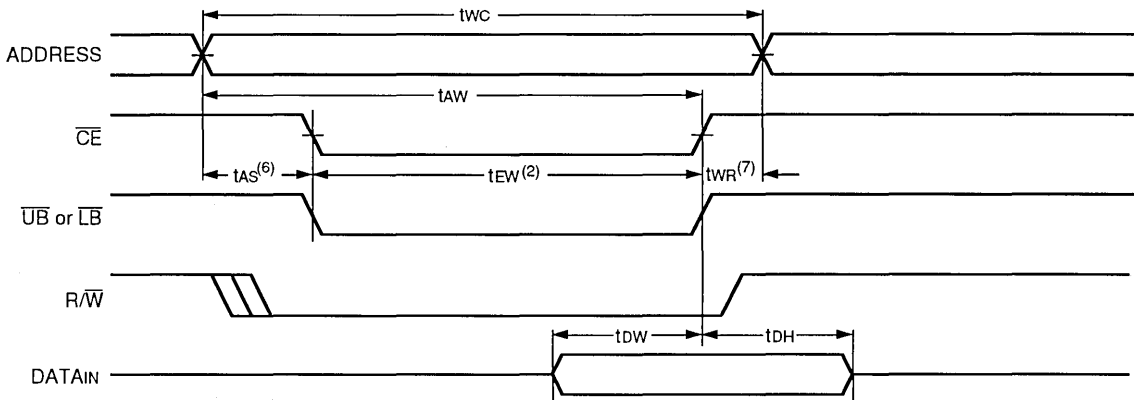 tWC
ADDRESS
tAW
CE
tAS(6) tEW(2) tWR(7)
UB or LB
R/W
tDW tDH
DATAIN